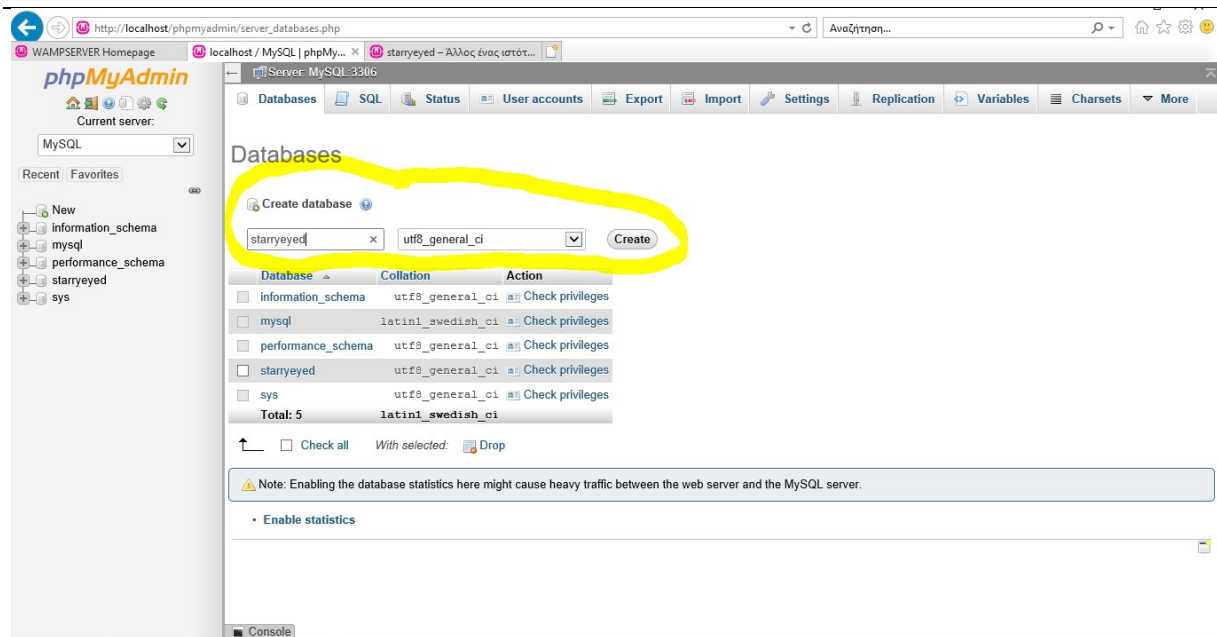 http://localhost/phpmyadmin/server_databases.php
Αναζήτηση...
WAMPSERVER Homepage
localhost / MySQL | phpMy...
starryeyed – Άλλος ένας ιστότ...
phpMyAdmin
Current server:
MySQL
Recent Favorites
New
information_schema
mysql
performance_schema
starryeyed
sys
Server: MySQL:3306
Databases SQL Status User accounts Export Import Settings Replication Variables Charsets More
Databases
Create database
starryeyed × utf8_general_ci Create
Database Collation Action
information_schema utf8_general_ci Check privileges
mysql latin1_swedish_ci Check privileges
performance_schema utf8_general_ci Check privileges
starryeyed utf8_general_ci Check privileges
sys utf8_general_ci Check privileges
Total: 5 latin1_swedish_ci
Check all With selected: Drop
Note: Enabling the database statistics here might cause heavy traffic between the web server and the MySQL server.
Enable statistics
Console